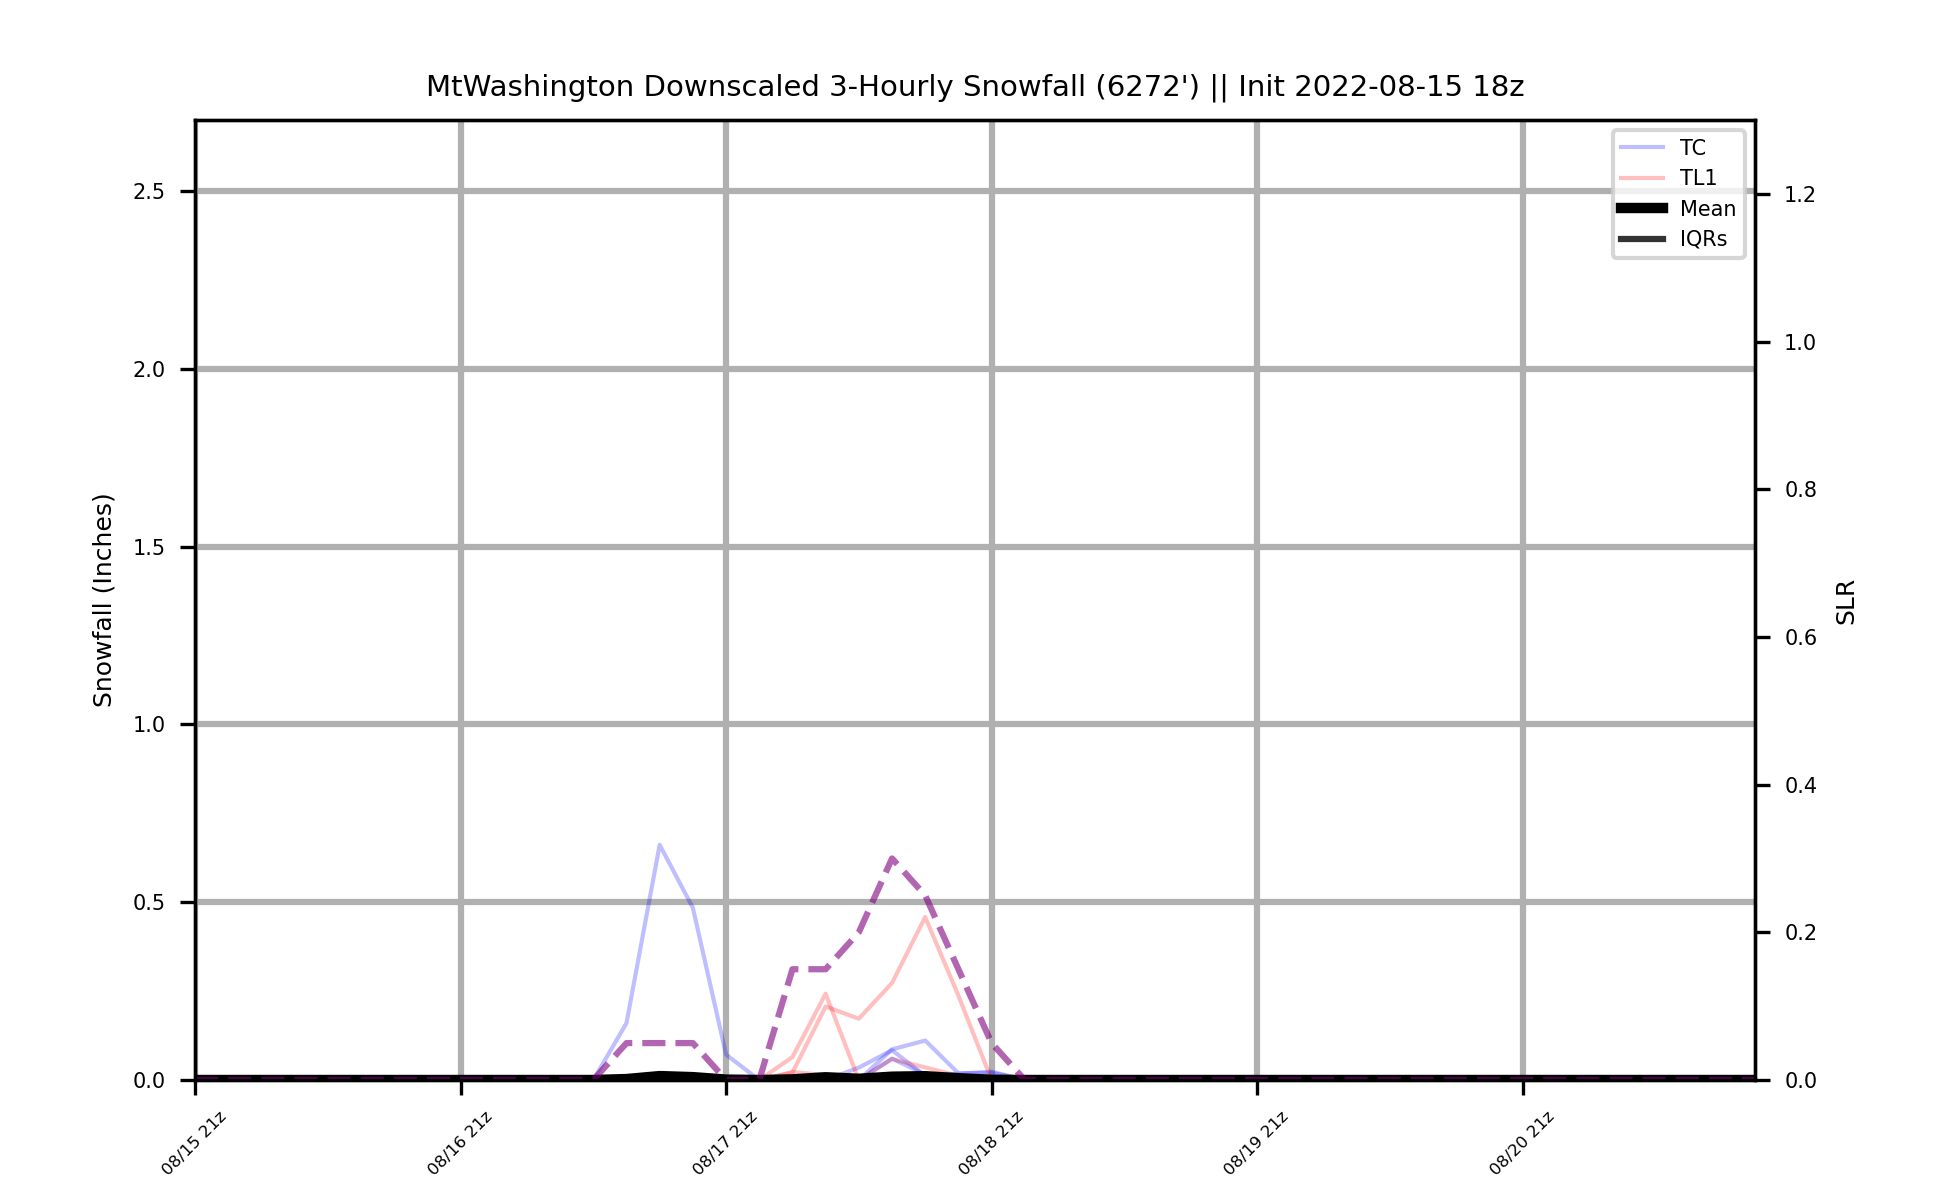 MtWashington Downscaled 3-Hourly Snowfall (6272') || Init 2022-08-15 18z
TC
TL1
Mean
IQRs
Snowfall (Inches)
2.5
2.0
1.5
1.0
0.5
0.0
SLR
1.2
1.0
0.8
0.6
0.4
0.2
0.0
08/15 21z
08/16 21z
08/17 21z
08/18 21z
08/19 21z
08/20 21z